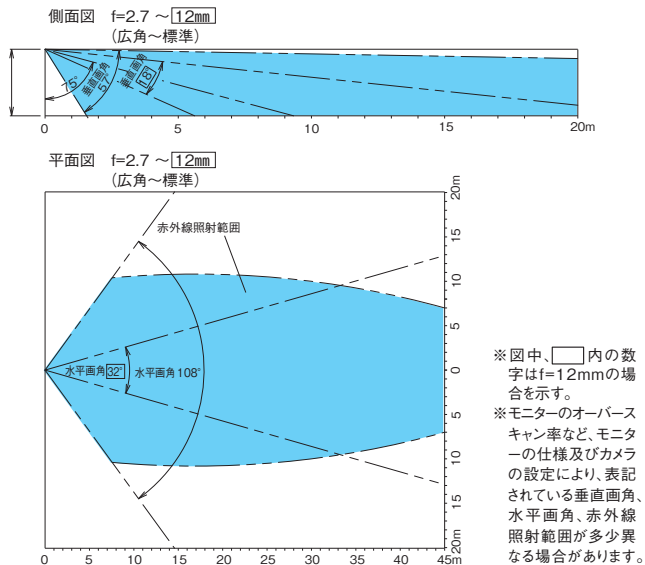 側面図 f=2.7 ～ 12mm
(広角～標準)
75°
垂直画角
57°
垂直画角
18°
0 5 10 15 20m
平面図 f=2.7 ～ 12mm
(広角～標準)
赤外線照射範囲
水平画角 32° 水平画角 108°
20m
15
10
5
0
5
10
15
20m
0 5 10 15 20 25 30 35 40 45m
※図中、 内の数
字はf=12mmの場
合を示す。
※モニターのオーバース
キャン率など、モニタ
ーの仕様及びカメラ
の設定により、表記
されている垂直画角、
水平画角、赤外線
照射範囲が多少異
なる場合があります。